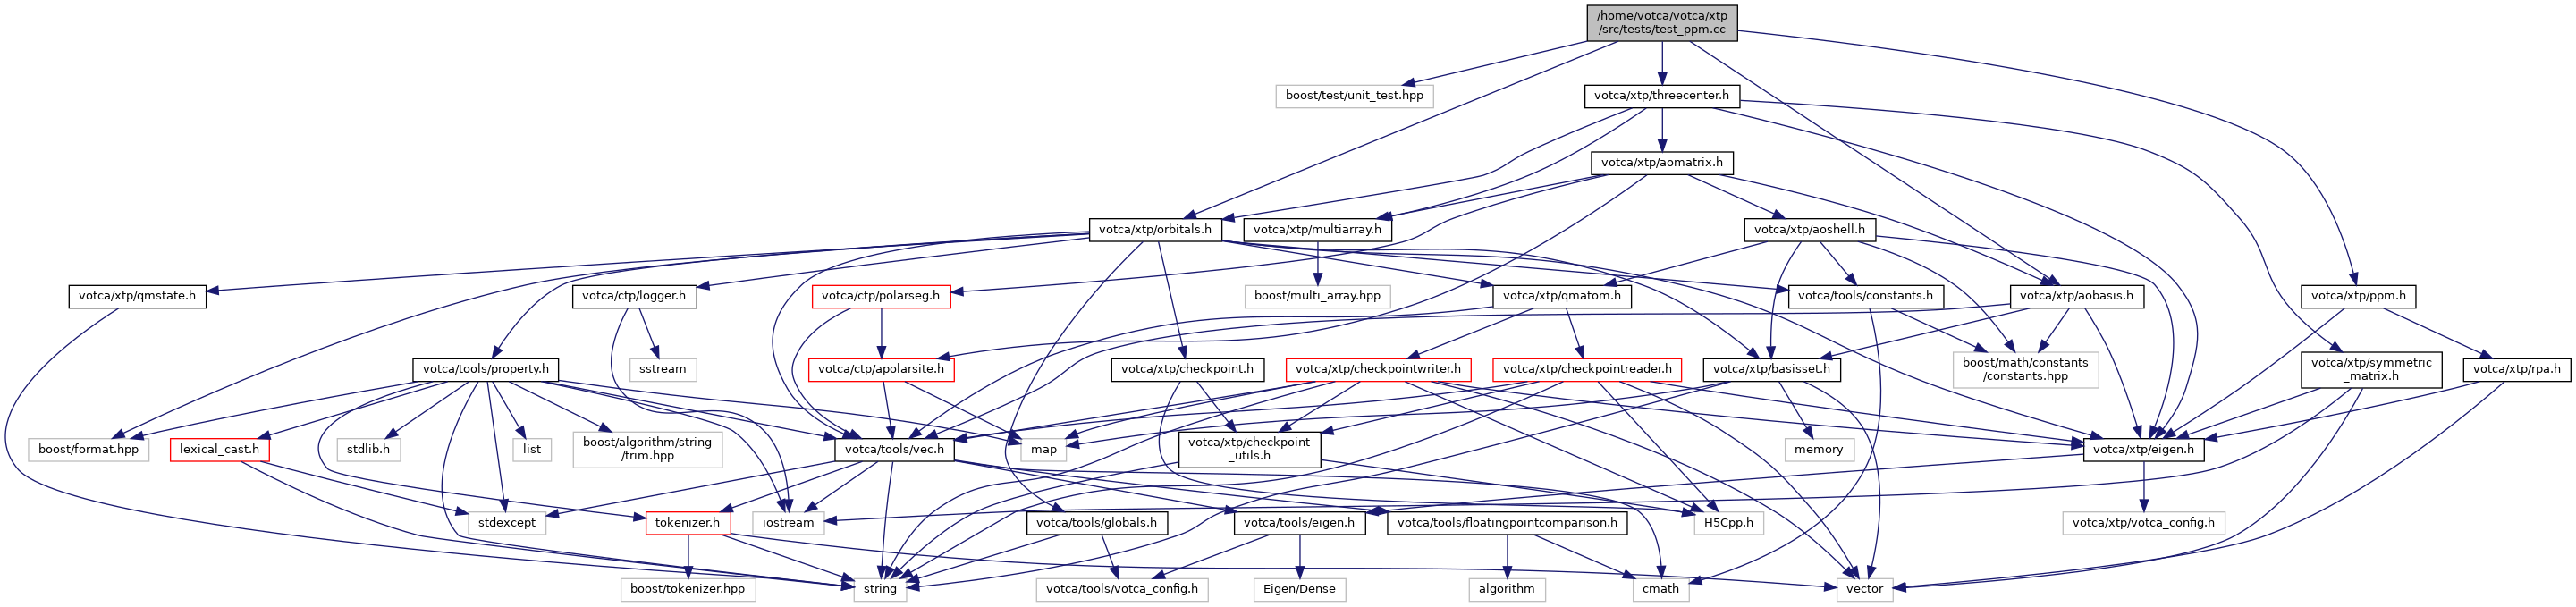 /home/votca/votca/xtp
/src/tests/test_ppm.cc
boost/test/unit_test.hpp
votca/xtp/threecenter.h
votca/xtp/aomatrix.h
votca/xtp/orbitals.h
votca/xtp/multiarray.h
votca/xtp/aoshell.h
votca/xtp/qmstate.h
votca/ctp/logger.h
votca/ctp/polarseg.h
boost/multi_array.hpp
votca/xtp/qmatom.h
votca/tools/constants.h
votca/xtp/aobasis.h
votca/xtp/ppm.h
votca/tools/property.h
sstream
votca/ctp/apolarsite.h
votca/xtp/checkpoint.h
votca/xtp/checkpointwriter.h
votca/xtp/checkpointreader.h
votca/xtp/basisset.h
boost/math/constants
/constants.hpp
votca/xtp/symmetric
_matrix.h
votca/xtp/rpa.h
boost/format.hpp
lexical_cast.h
stdlib.h
list
boost/algorithm/string
/trim.hpp
votca/tools/vec.h
map
votca/xtp/checkpoint
_utils.h
memory
votca/xtp/eigen.h
stdexcept
tokenizer.h
iostream
votca/tools/globals.h
votca/tools/eigen.h
votca/tools/floatingpointcomparison.h
H5Cpp.h
votca/xtp/votca_config.h
boost/tokenizer.hpp
string
votca/tools/votca_config.h
Eigen/Dense
algorithm
cmath
vector